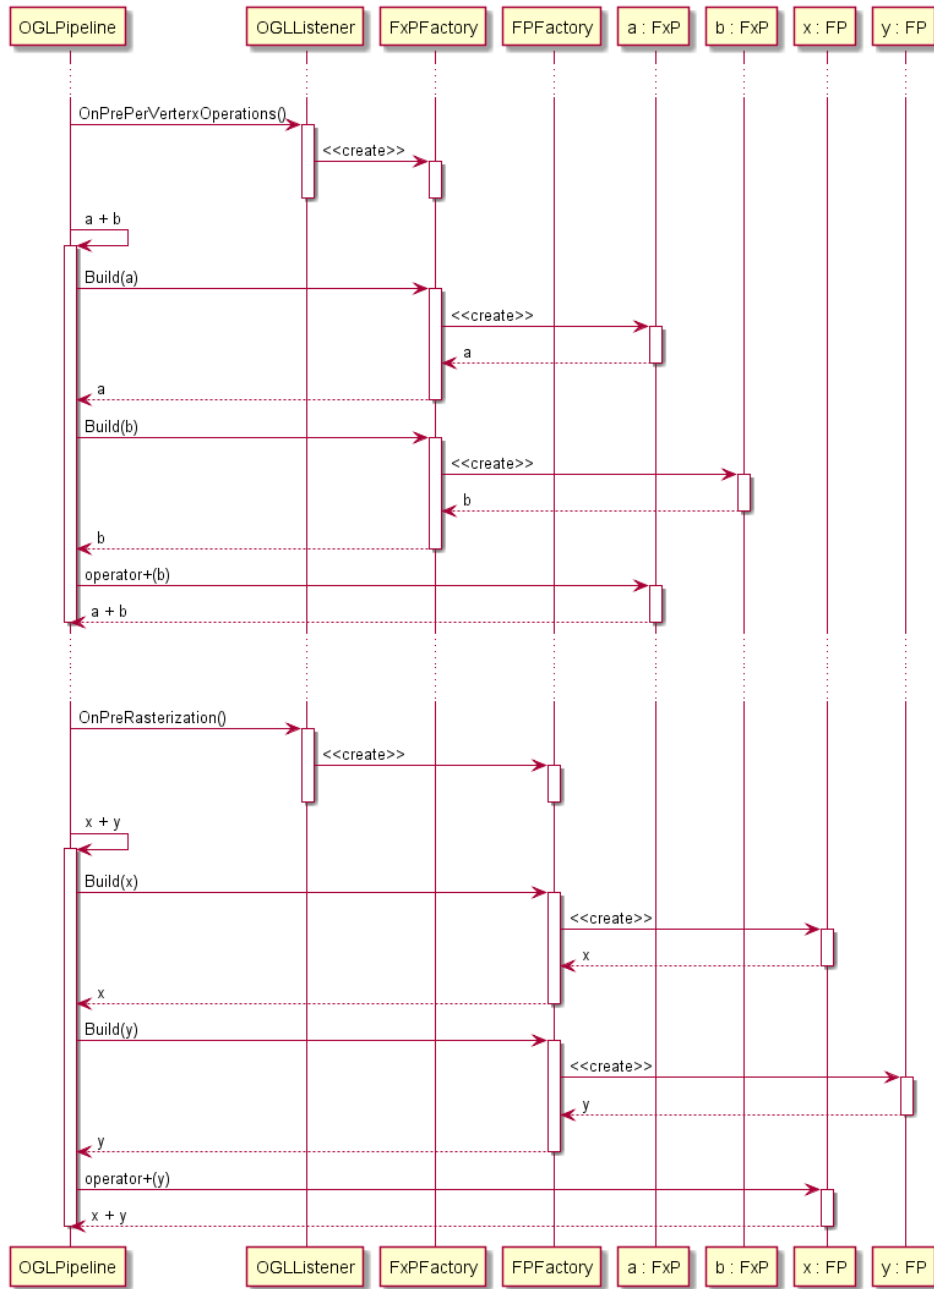 OGLPipeline OGLListener FxPFactory FPFactory a : FxP b : FxP x : FP y : FP
OnPrePerVerterxOperations()
<<create>>
a + b
Build(a)
<<create>>
a
a
Build(b)
<<create>>
b
b
operator+(b)
a + b
OnPreRasterization()
<<create>>
x + y
Build(x)
<<create>>
x
x
Build(y)
<<create>>
y
y
operator+(y)
x + y
OGLPipeline OGLListener FxPFactory FPFactory a : FxP b : FxP x : FP y : FP